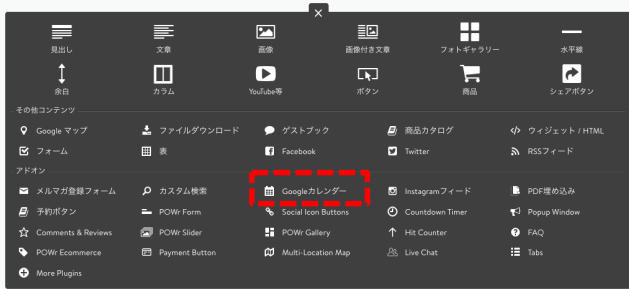 見出し 文章 画像 画像付き文章 フォトギャラリー 水平線
余白 カラム YouTube等 ボタン 商品 シェアボタン
その他コンテンツ
Google マップ ファイルダウンロード ゲストブック 商品カタログ ウィジェット / HTML
フォーム 表 Facebook Twitter RSSフィード
アドオン
メルマガ登録フォーム カスタム検索 Googleカレンダー Instagramフィード PDF埋め込み
予約ボタン POWr Form Social Icon Buttons Countdown Timer Popup Window
Comments & Reviews POWr Slider POWr Gallery Hit Counter FAQ
POWr Ecommerce Payment Button Multi-Location Map Live Chat Tabs
More Plugins